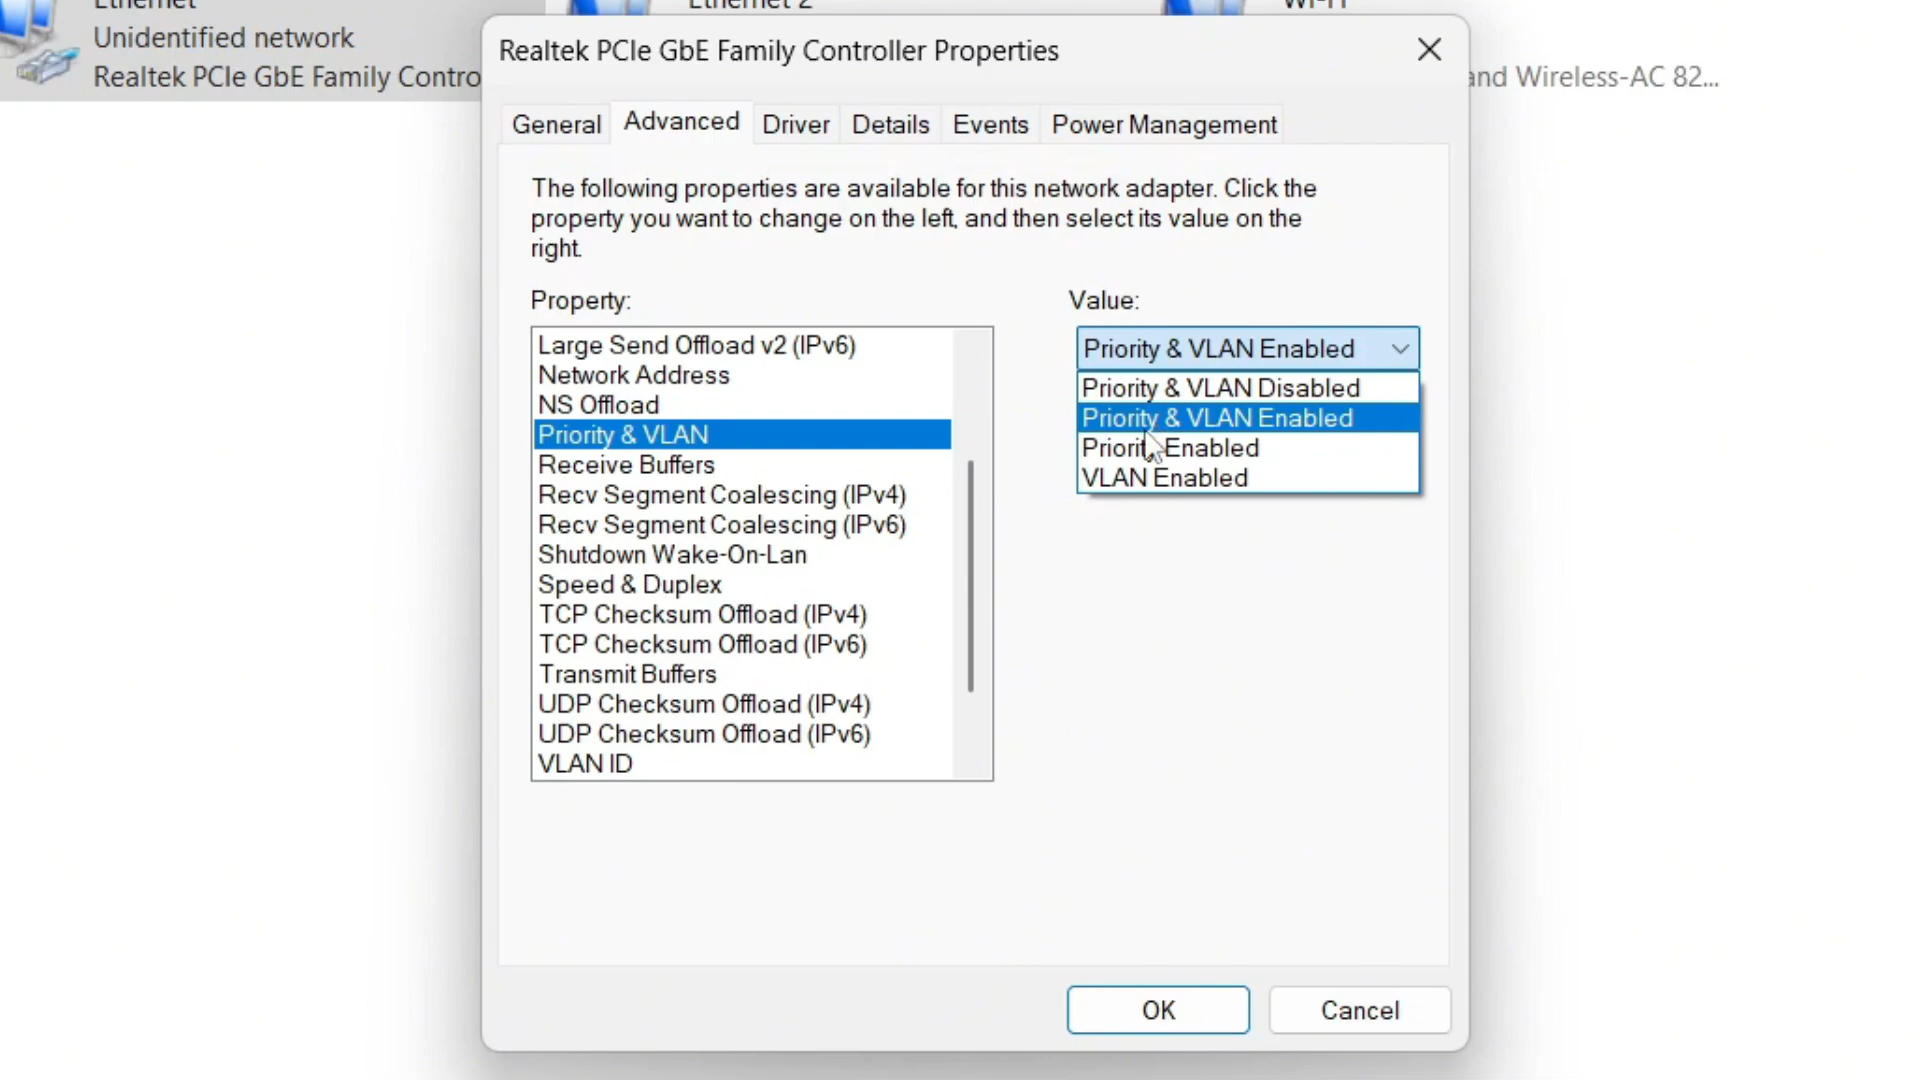 Ethernet
Ethernet 2
Wi-Fi
Unidentified network
Realtek PCIe GbE Family Contro
and Wireless-AC 82...
Realtek PCIe GbE Family Controller Properties
General
Advanced
Driver
Details
Events
Power Management
The following properties are available for this network adapter. Click the
property you want to change on the left, and then select its value on the
right.
Property:
Large Send Offload v2 (IPv6)
Network Address
NS Offload
Priority & VLAN
Receive Buffers
Recv Segment Coalescing (IPv4)
Recv Segment Coalescing (IPv6)
Shutdown Wake-On-Lan
Speed & Duplex
TCP Checksum Offload (IPv4)
TCP Checksum Offload (IPv6)
Transmit Buffers
UDP Checksum Offload (IPv4)
UDP Checksum Offload (IPv6)
VLAN ID
Value:
Priority & VLAN Enabled
Priority & VLAN Disabled
Priority & VLAN Enabled
Priority Enabled
VLAN Enabled
OK
Cancel